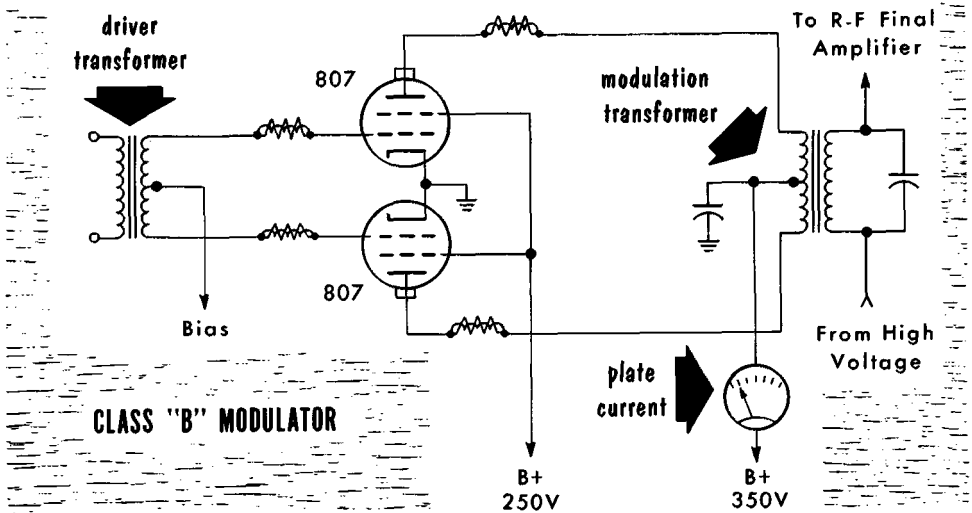 driver
transformer
807
807
Bias
CLASS "B" MODULATOR
modulation
transformer
To R-F Final
Amplifier
From High
Voltage
plate
current
B+
250V
B+
350V